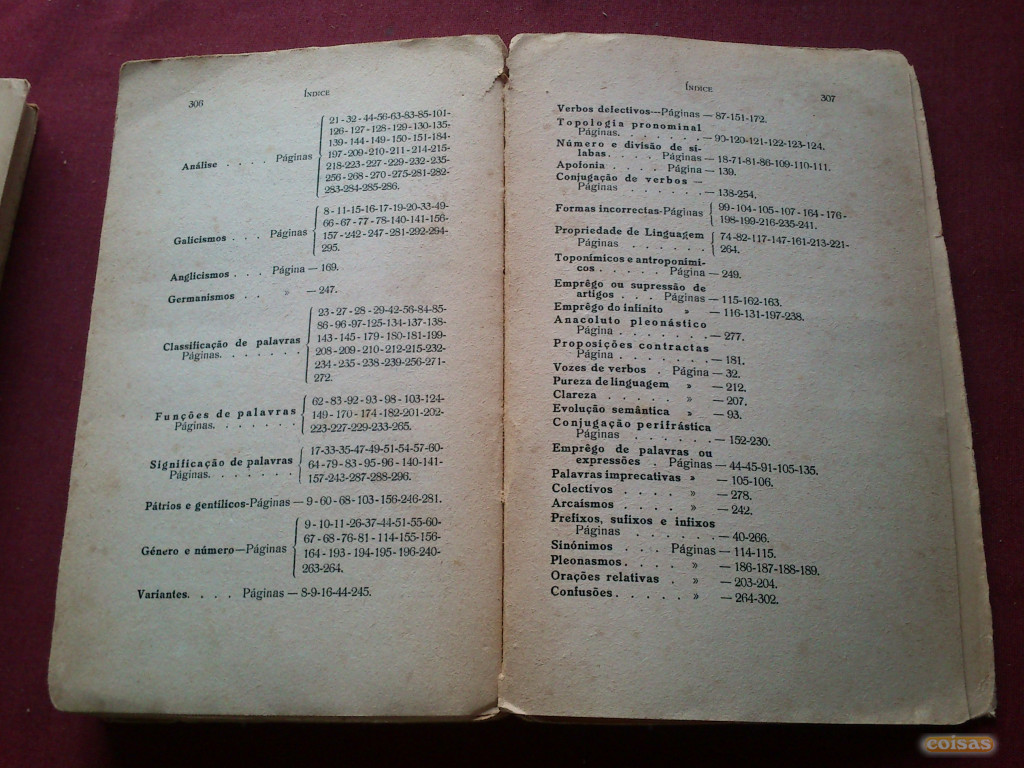 306
ÍNDICE
21-32-44-56-63-83-85-101-
126-127-128-129-130-135-
139-144-149-150-151-184-
Análise . . . . Páginas 197-209-210-211-214-215-
218-223-227-229-232-235-
256-268-270-275-281-282-
283-284-285-286.
8-11-15-16-17-19-20-33-49-
66-67-77-78-140-141-156-
Galicismos . . . Páginas 157-242-247-281-292-294-
295.
Anglicismos . . . Página — 169.
Germanismos . . » — 247.
23-27-28-29-42-56-84-85-
86-96-97-125-134-137-138-
Classificação de palavras 143-145-179-180-181-199-
Páginas. . . . . . . 208-209-210-212-215-232-
234-235-238-239-256-271-
272.
62-83-92-93-98-103-124-
Funções de palavras 149-170-174-182-201-202-
Páginas. . . . . . . 223-227-229-233-265.
17-33-35-47-49-51-54-57-60-
Significação de palavras 64-79-83-95-96-140-141-
Páginas. . . . . . . 157-243-287-288-296.
Pátrios e gentílicos-Páginas — 9-60-68-103-156-246-281.
9-10-11-26-37-44-51-55-60-
67-68-76-81-114-155-156-
Género e número—Páginas 164-193-194-195-196-240-
263-264.
Variantes. . . . Páginas — 8-9-16-44-245.
ÍNDICE
307
Verbos defectivos—Páginas — 87-151-172.
Topologia pronominal
Páginas. . . . . . . — 90-120-121-122-123-124.
Número e divisão de sí-
labas. . . . Páginas — 18-71-81-86-109-110-111.
Apofonia . . . . Página — 139.
Conjugação de verbos —
Páginas . . . . . . — 138-254.
Formas incorrectas-Páginas 99-104-105-107-164-176-
198-199-216-235-241.
Propriedade de Linguagem 74-82-117-147-161-213-221-
Páginas . . . . . . 264.
Toponímicos e antroponími-
cos . . . . . Página — 249.
Emprêgo ou supressão de
artigos . . . Páginas — 115-162-163.
Emprêgo do infinito » — 116-131-197-238.
Anacoluto pleonástico
Página . . . . . . . — 277.
Proposições contractas
Página . . . . . . . — 181.
Vozes de verbos . Página — 32.
Pureza de linguagem » — 212.
Clareza . . . . . » — 207.
Evolução semântica » — 93.
Conjugação perifrástica
Páginas . . . . . . — 152-230.
Emprêgo de palavras ou
expressões . Páginas — 44-45-91-105-135.
Palavras imprecativas » — 105-106.
Colectivos . . . . » — 278.
Arcaísmos . . . . » — 242.
Prefixos, sufixos e infixos
Páginas . . . . . . — 40-266.
Sinónimos . . . Páginas — 114-115.
Pleonasmos. . . . » — 186-187-188-189.
Orações relativas . » — 203-204.
Confusões. . . . . » — 264-302.
coisas